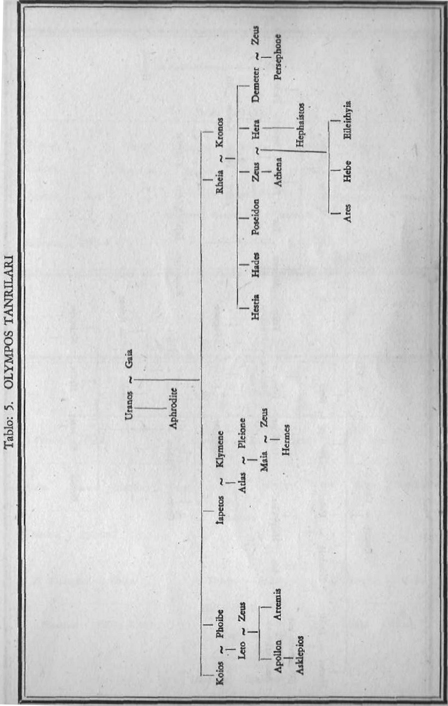 Tablo: 5. OLYMPOS TANRILARI
Uranos ~ Gaia
Aphrodite
Koios ~ Phoibe
Iapetos ~ Klymene
Rheia ~ Kronos
Leto ~ Zeus
Atlas ~ Pleione
Hestia Hades Poseidon Zeus ~ Hera Demeter ~ Zeus
Maia ~ Zeus
Apollon Artemis
Hermes
Athena
Persephone
Asklepios
Hephaistos
Ares Hebe Eileithyia